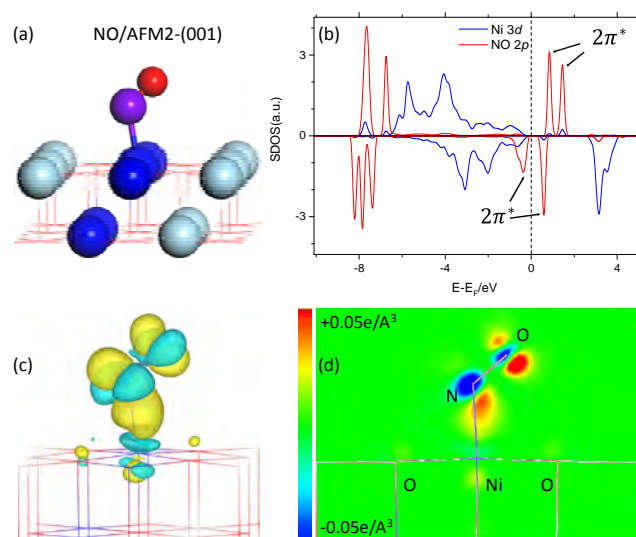 (a) NO/AFM2-(001)
(b)
Ni 3d
NO 2p
2π*
2π*
SDOS(a.u.)
3
0
-3
-8 -4 0 4
E-E_F/eV
(c)
+0.05e/A³
(d)
O
N
O Ni O
-0.05e/A³